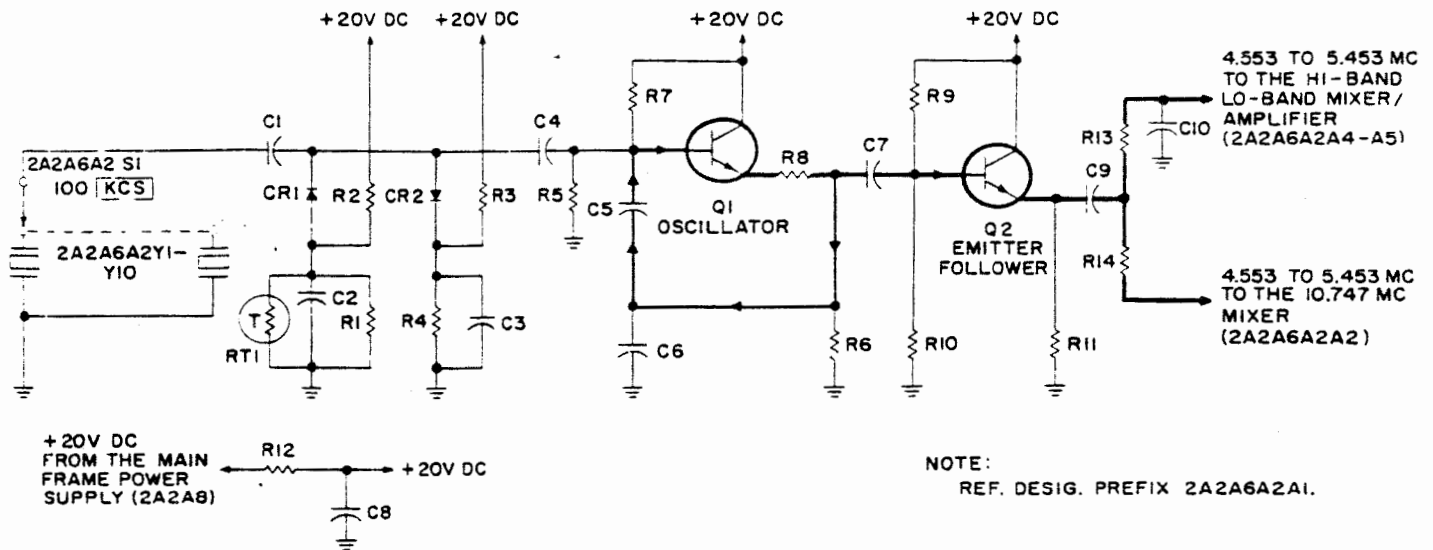 +20V DC
+20V DC
+20V DC
+20V DC
4.553 TO 5.453 MC
TO THE HI-BAND
LO-BAND MIXER/
AMPLIFIER
(2A2A6A2A4-A5)
R7
R9
C1
C4
C7
R13
C10
2A2A6A2 S1
100 KCS
CR1
R2
CR2
R3
R5
C5
R8
C9
Q1
OSCILLATOR
Q2
EMITTER
FOLLOWER
2A2A6A2Y1-
Y10
R14
C2
T
RT1
R1
R4
C3
C6
R6
R10
R11
4.553 TO 5.453 MC
TO THE 10.747 MC
MIXER
(2A2A6A2A2)
+20V DC
FROM THE MAIN
FRAME POWER
SUPPLY (2A2A8)
R12
+20V DC
C8
NOTE:
REF. DESIG. PREFIX 2A2A6A2A1.